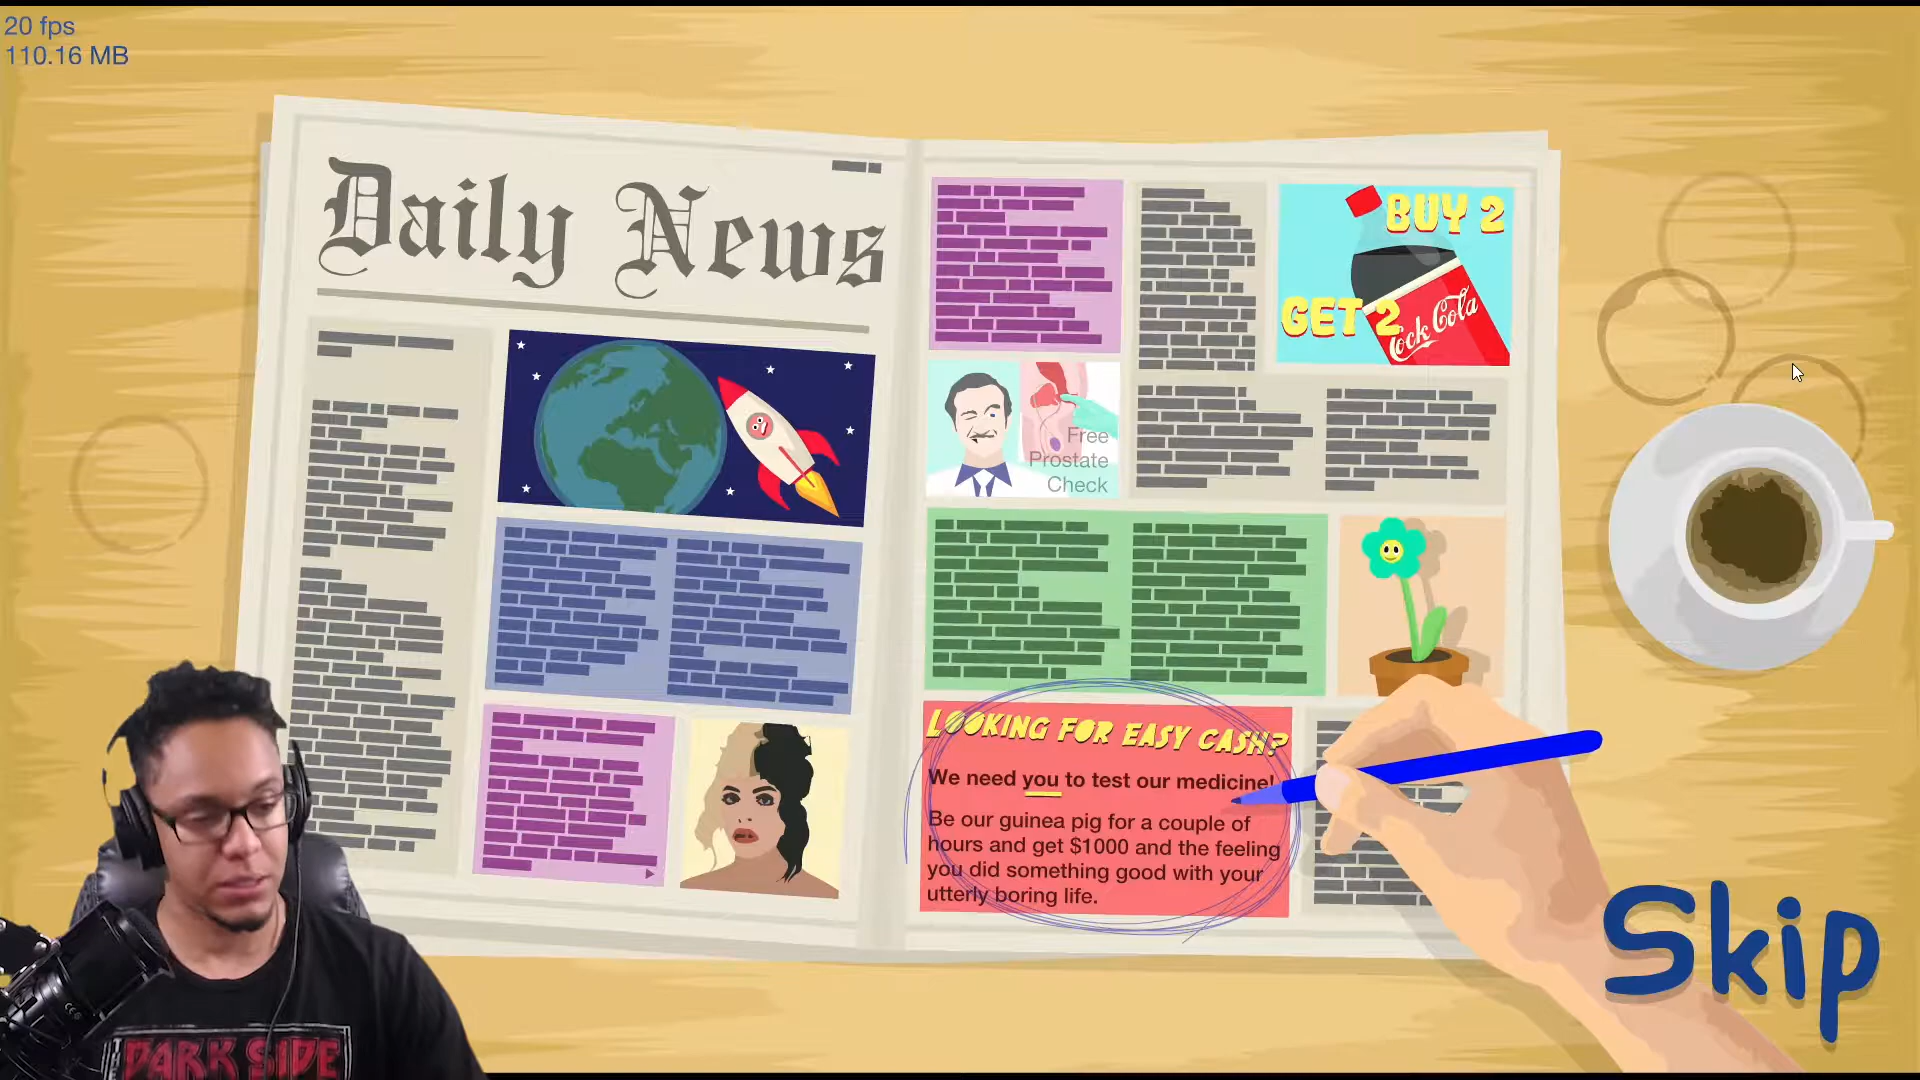 20 fps
110.16 MB
Daily News
BUY 2
GET 2
Cock Cola
Free
Prostate
Check
LOOKING FOR EASY CASH?
We need you to test our medicine!
Be our guinea pig for a couple of
hours and get $1000 and the feeling
you did something good with your
utterly boring life.
Skip
DARK SIDE